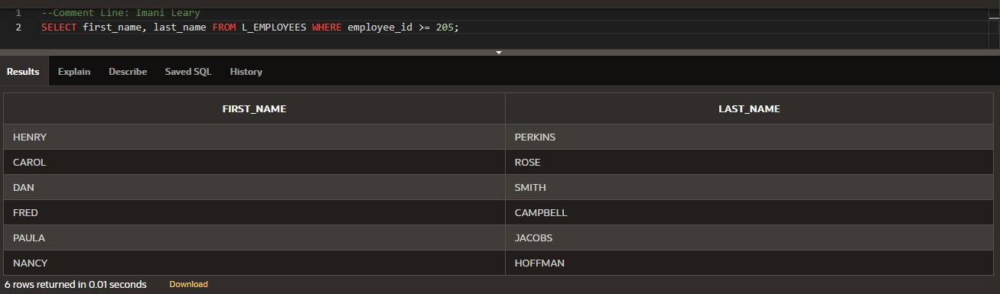 1 --Comment Line: Imani Leary
2 SELECT first_name, last_name FROM L_EMPLOYEES WHERE employee_id >= 205;
Results Explain Describe Saved SQL History
FIRST_NAME LAST_NAME
HENRY PERKINS
CAROL ROSE
DAN SMITH
FRED CAMPBELL
PAULA JACOBS
NANCY HOFFMAN
6 rows returned in 0.01 seconds Download